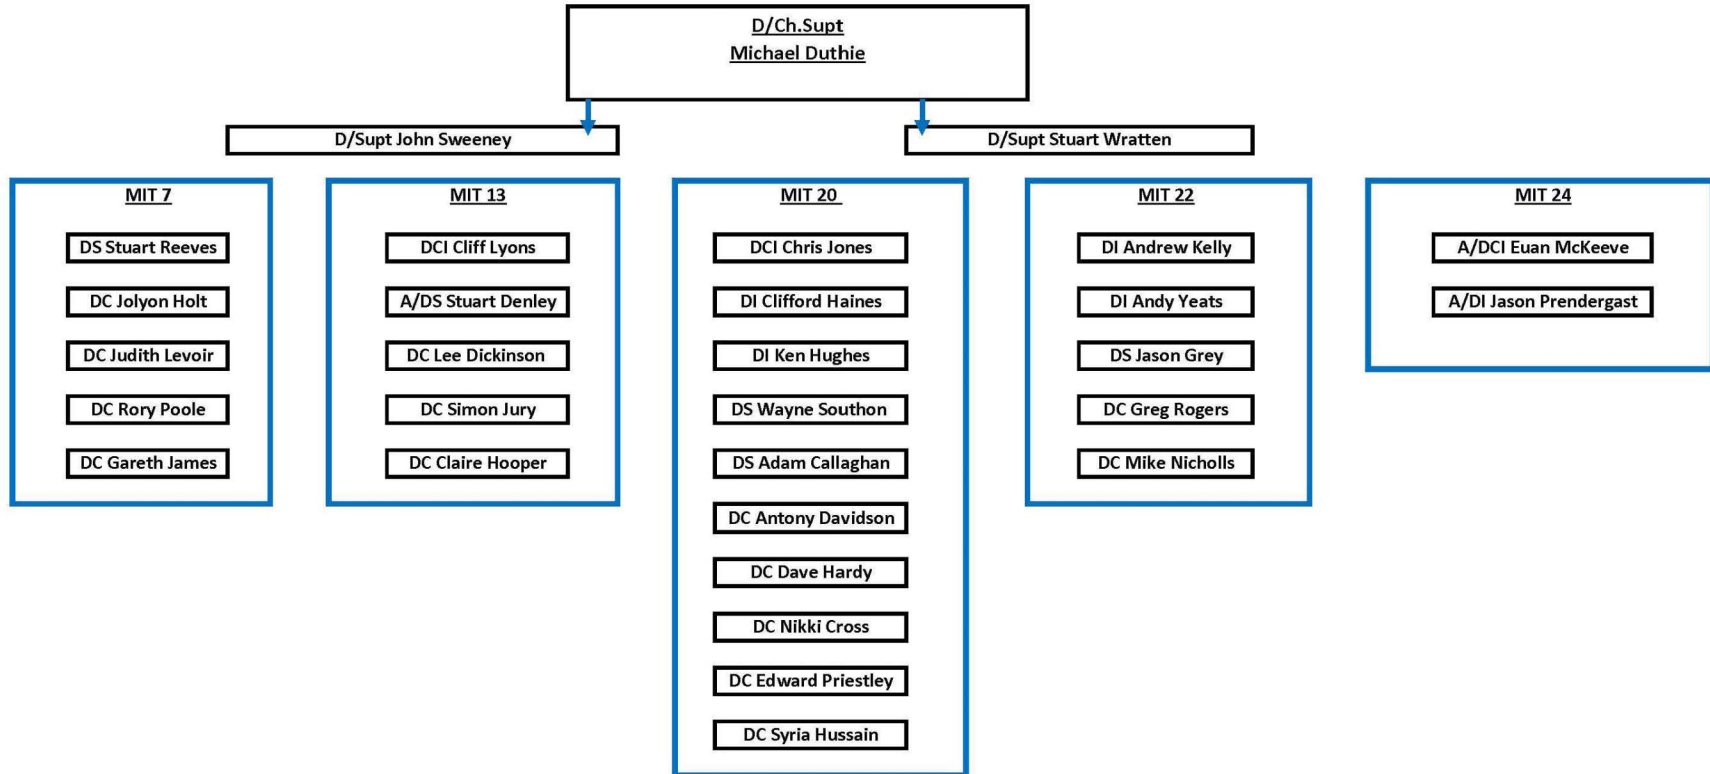 D/Ch.Supt
Michael Duthie
D/Supt John Sweeney
D/Supt Stuart Wratten
MIT 7
DS Stuart Reeves
DC Jolyon Holt
DC Judith Levoir
DC Rory Poole
DC Gareth James
MIT 13
DCI Cliff Lyons
A/DS Stuart Denley
DC Lee Dickinson
DC Simon Jury
DC Claire Hooper
MIT 20
DCI Chris Jones
DI Clifford Haines
DI Ken Hughes
DS Wayne Southon
DS Adam Callaghan
DC Antony Davidson
DC Dave Hardy
DC Nikki Cross
DC Edward Priestley
DC Syria Hussain
MIT 22
DI Andrew Kelly
DI Andy Yeats
DS Jason Grey
DC Greg Rogers
DC Mike Nicholls
MIT 24
A/DCI Euan McKeeve
A/DI Jason Prendergast